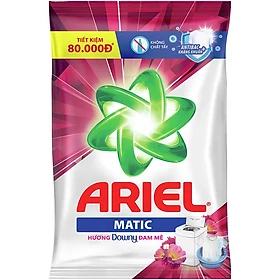 TIẾT KIỆM
80.000Đ
KHÔNG
CHẤT TẨY
ANTIBAC
KHÁNG KHUẨN
ARIEL
MATIC
HƯƠNG Downy ĐAM MÊ